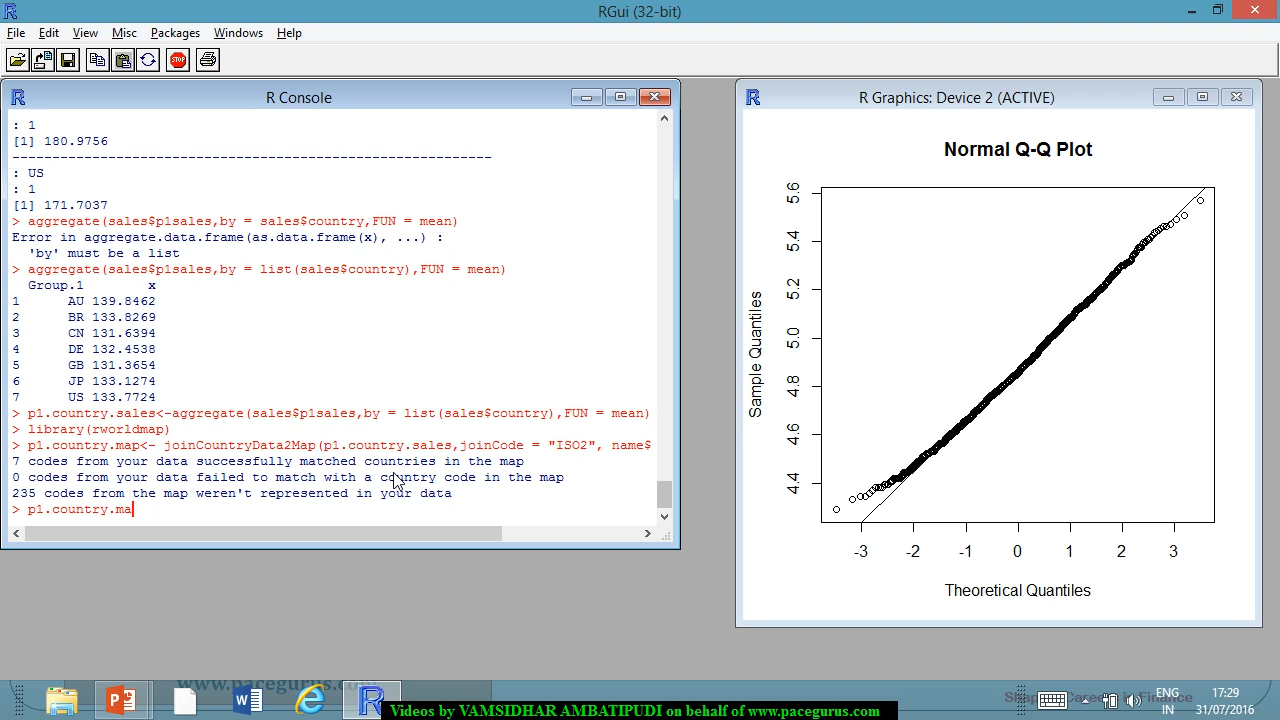 RGui (32-bit)
File Edit View Misc Packages Windows Help
STOP
R Console
: 1
[1] 180.9756
------------------------------------------------------------
: US
: 1
[1] 171.7037
> aggregate(sales$p1sales,by = sales$country,FUN = mean)
Error in aggregate.data.frame(as.data.frame(x), ...) :
'by' must be a list
> aggregate(sales$p1sales,by = list(sales$country),FUN = mean)
Group.1 x
1 AU 139.8462
2 BR 133.8269
3 CN 131.6394
4 DE 132.4538
5 GB 131.3654
6 JP 133.1274
7 US 133.7724
> p1.country.sales<-aggregate(sales$p1sales,by = list(sales$country),FUN = mean)
> library(rworldmap)
> p1.country.map<- joinCountryData2Map(p1.country.sales,joinCode = "ISO2", name$
7 codes from your data successfully matched countries in the map
0 codes from your data failed to match with a country code in the map
235 codes from the map weren't represented in your data
> p1.country.ma
R Graphics: Device 2 (ACTIVE)
Normal Q-Q Plot
Sample Quantiles
5.6
5.4
5.2
5.0
4.8
4.6
4.4
-3 -2 -1 0 1 2 3
Theoretical Quantiles
www.pacegurus.com
ENG
IN
17:29
31/07/2016
Videos by VAMSIDHAR AMBATIPUDI on behalf of www.pacegurus.com